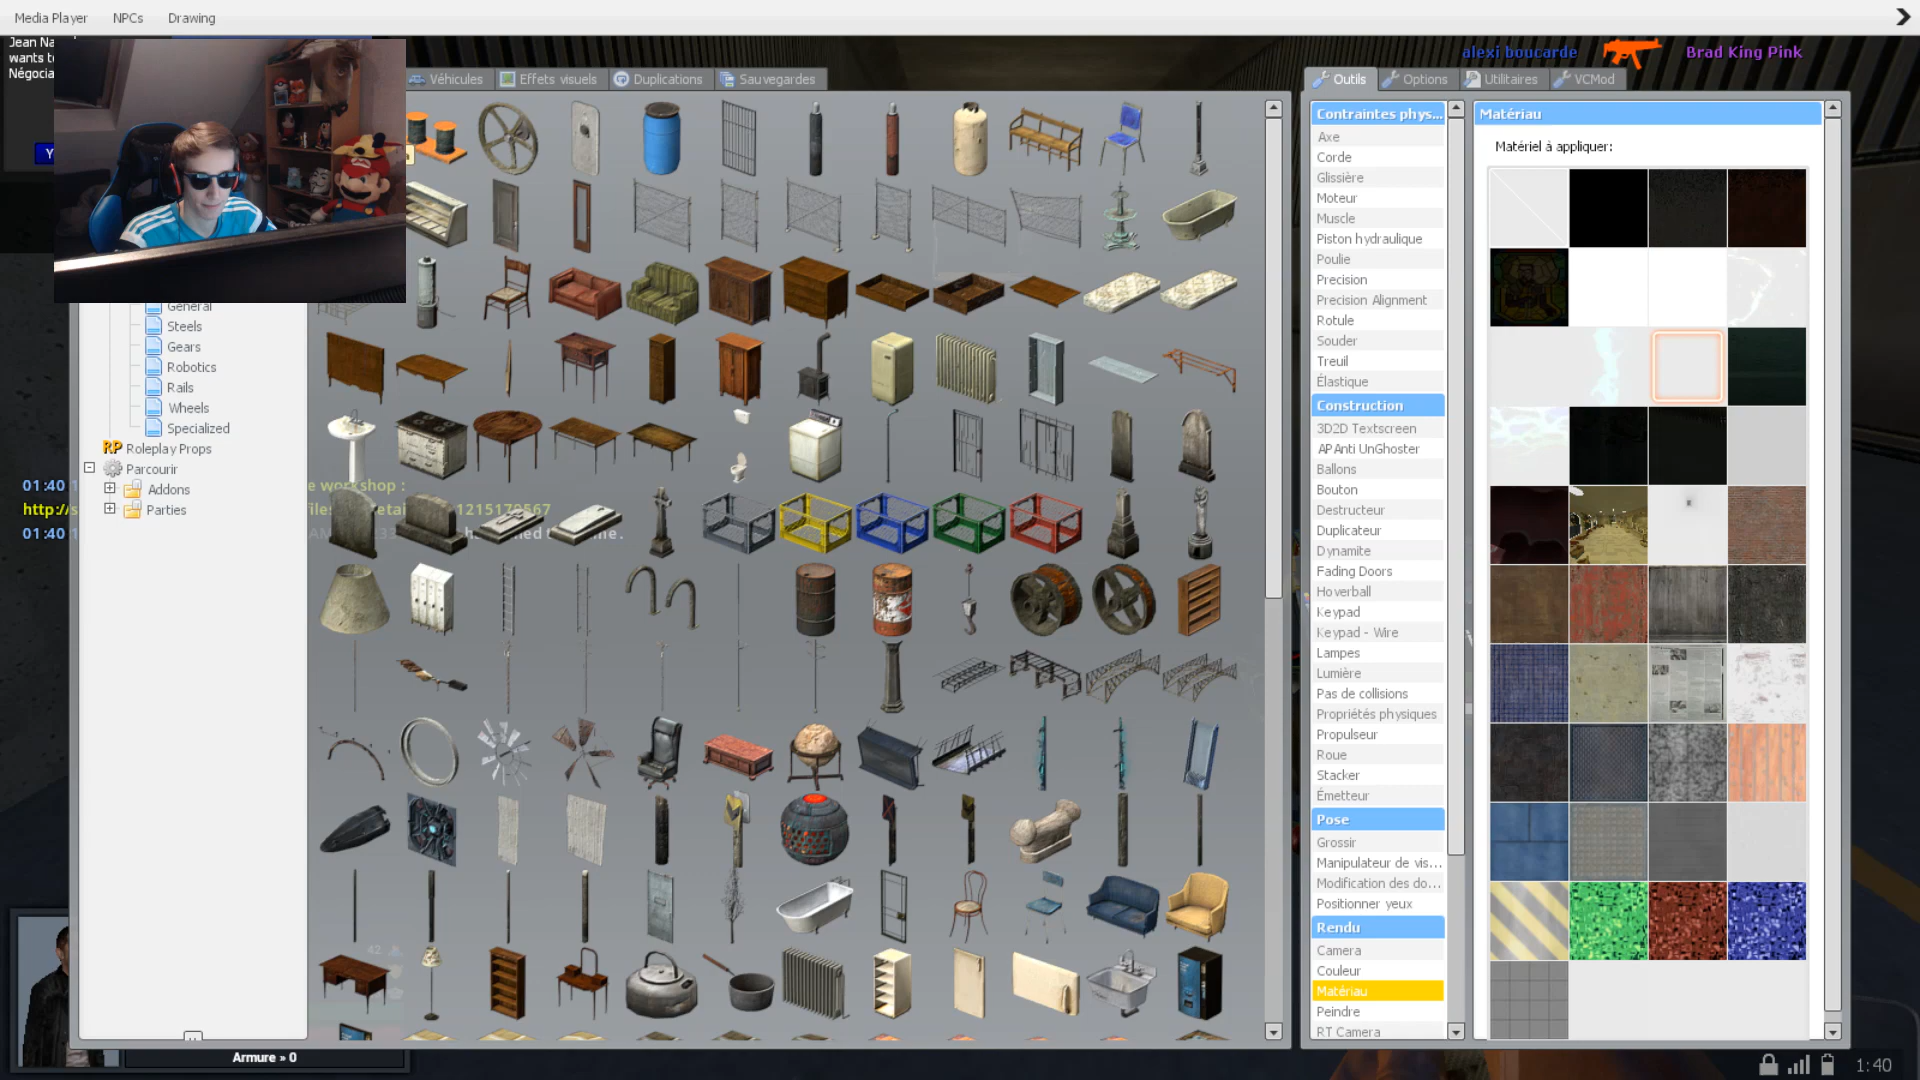 Media Player NPCs Drawing
Jean Na
wants to
Négocia
Y
alexi boucarde Brad King Pink
Véhicules Effets visuels Duplications Sauvegardes
General
Steels
Gears
Robotics
Rails
Wheels
Specialized
RP Roleplay Props
Parcourir
Addons
Parties
01:40
e workshop :
http://s
1215170567
01:40
42
Armure » 0
Outils Options Utilitaires VCMod
Contraintes phys...
Axe
Corde
Glissière
Moteur
Muscle
Piston hydraulique
Poulie
Precision
Precision Alignment
Rotule
Souder
Treuil
Élastique
Construction
3D2D Textscreen
APAnti UnGhoster
Ballons
Bouton
Destructeur
Duplicateur
Dynamite
Fading Doors
Hoverball
Keypad
Keypad - Wire
Lampes
Lumière
Pas de collisions
Propriétés physiques
Propulseur
Roue
Stacker
Émetteur
Pose
Grossir
Manipulateur de vis...
Modification des do...
Positionner yeux
Rendu
Camera
Couleur
Matériau
Peindre
RT Camera
Matériau
Matériel à appliquer:
1:40